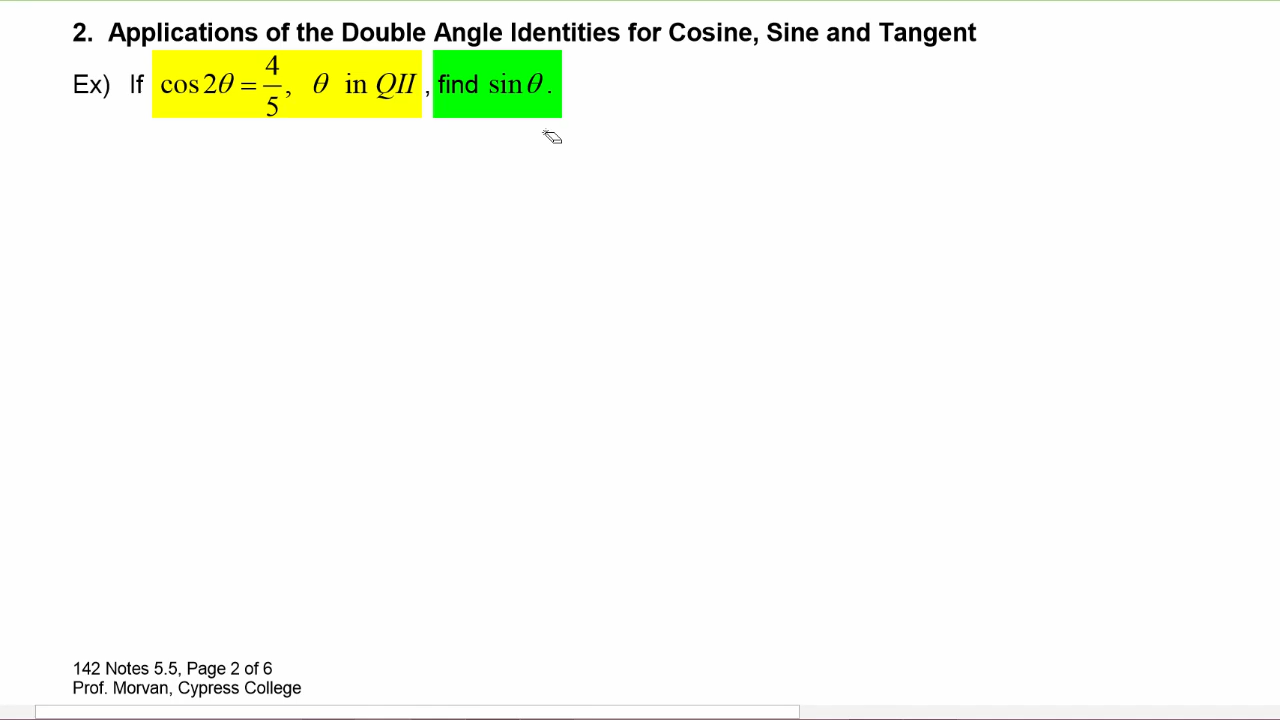 2. Applications of the Double Angle Identities for Cosine, Sine and Tangent
Ex) If cos 2θ = 4/5, θ in QII, find sin θ.
142 Notes 5.5, Page 2 of 6
Prof. Morvan, Cypress College